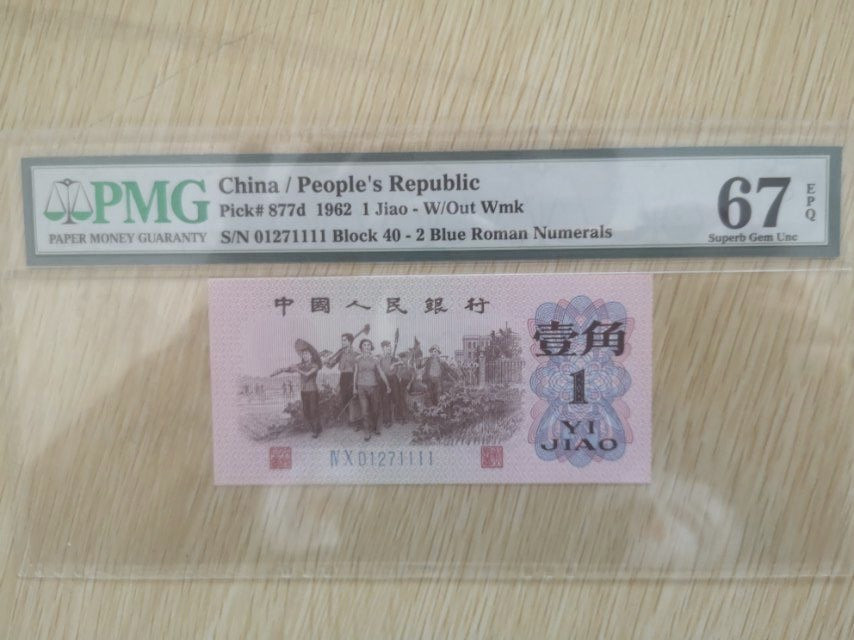 PMG
PAPER MONEY GUARANTY
China / People's Republic
Pick# 877d 1962 1 Jiao - W/Out Wmk
S/N 01271111 Block 40 - 2 Blue Roman Numerals
67
EPQ
Superb Gem Unc
中國人民銀行
壹角
1
YI
JIAO
ⅣⅩ01271111